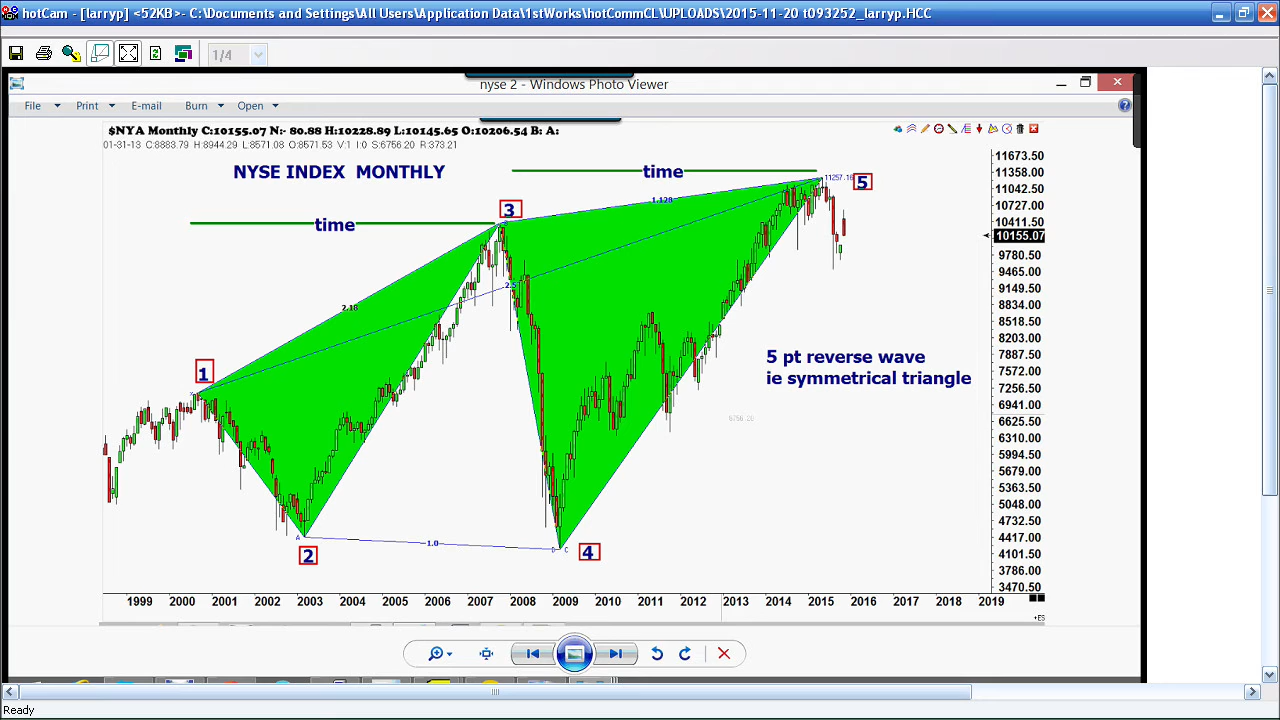 hotCam - [larryp] <52KB>- C:\Documents and Settings\All Users\Application Data\1stWorks\hotCommCL\UPLOADS\2015-11-20 t093252_larryp.HCC
1/4
nyse 2 - Windows Photo Viewer
File Print E-mail Burn Open
$NYA Monthly C:10155.07 N:- 80.88 H:10228.89 L:10145.65 O:10206.54 B: A:
01-31-13 C:8883.79 H:8944.29 L:8571.08 O:8571.53 V:1 I:0 S:6756.20 R:373.21
NYSE INDEX MONTHLY
time
time
11257.16
5
3
1.128
2.5
2.18
1
5 pt reverse wave
ie symmetrical triangle
6756.20
A
1.0
B C
2
4
11673.50
11358.00
11042.50
10727.00
10411.50
10155.07
9780.50
9465.00
9149.50
8834.00
8518.50
8203.00
7887.50
7572.00
7256.50
6941.00
6625.50
6310.00
5994.50
5679.00
5363.50
5048.00
4732.50
4417.00
4101.50
3786.00
3470.50
1999 2000 2001 2002 2003 2004 2005 2006 2007 2008 2009 2010 2011 2012 2013 2014 2015 2016 2017 2018 2019
+ES
Ready